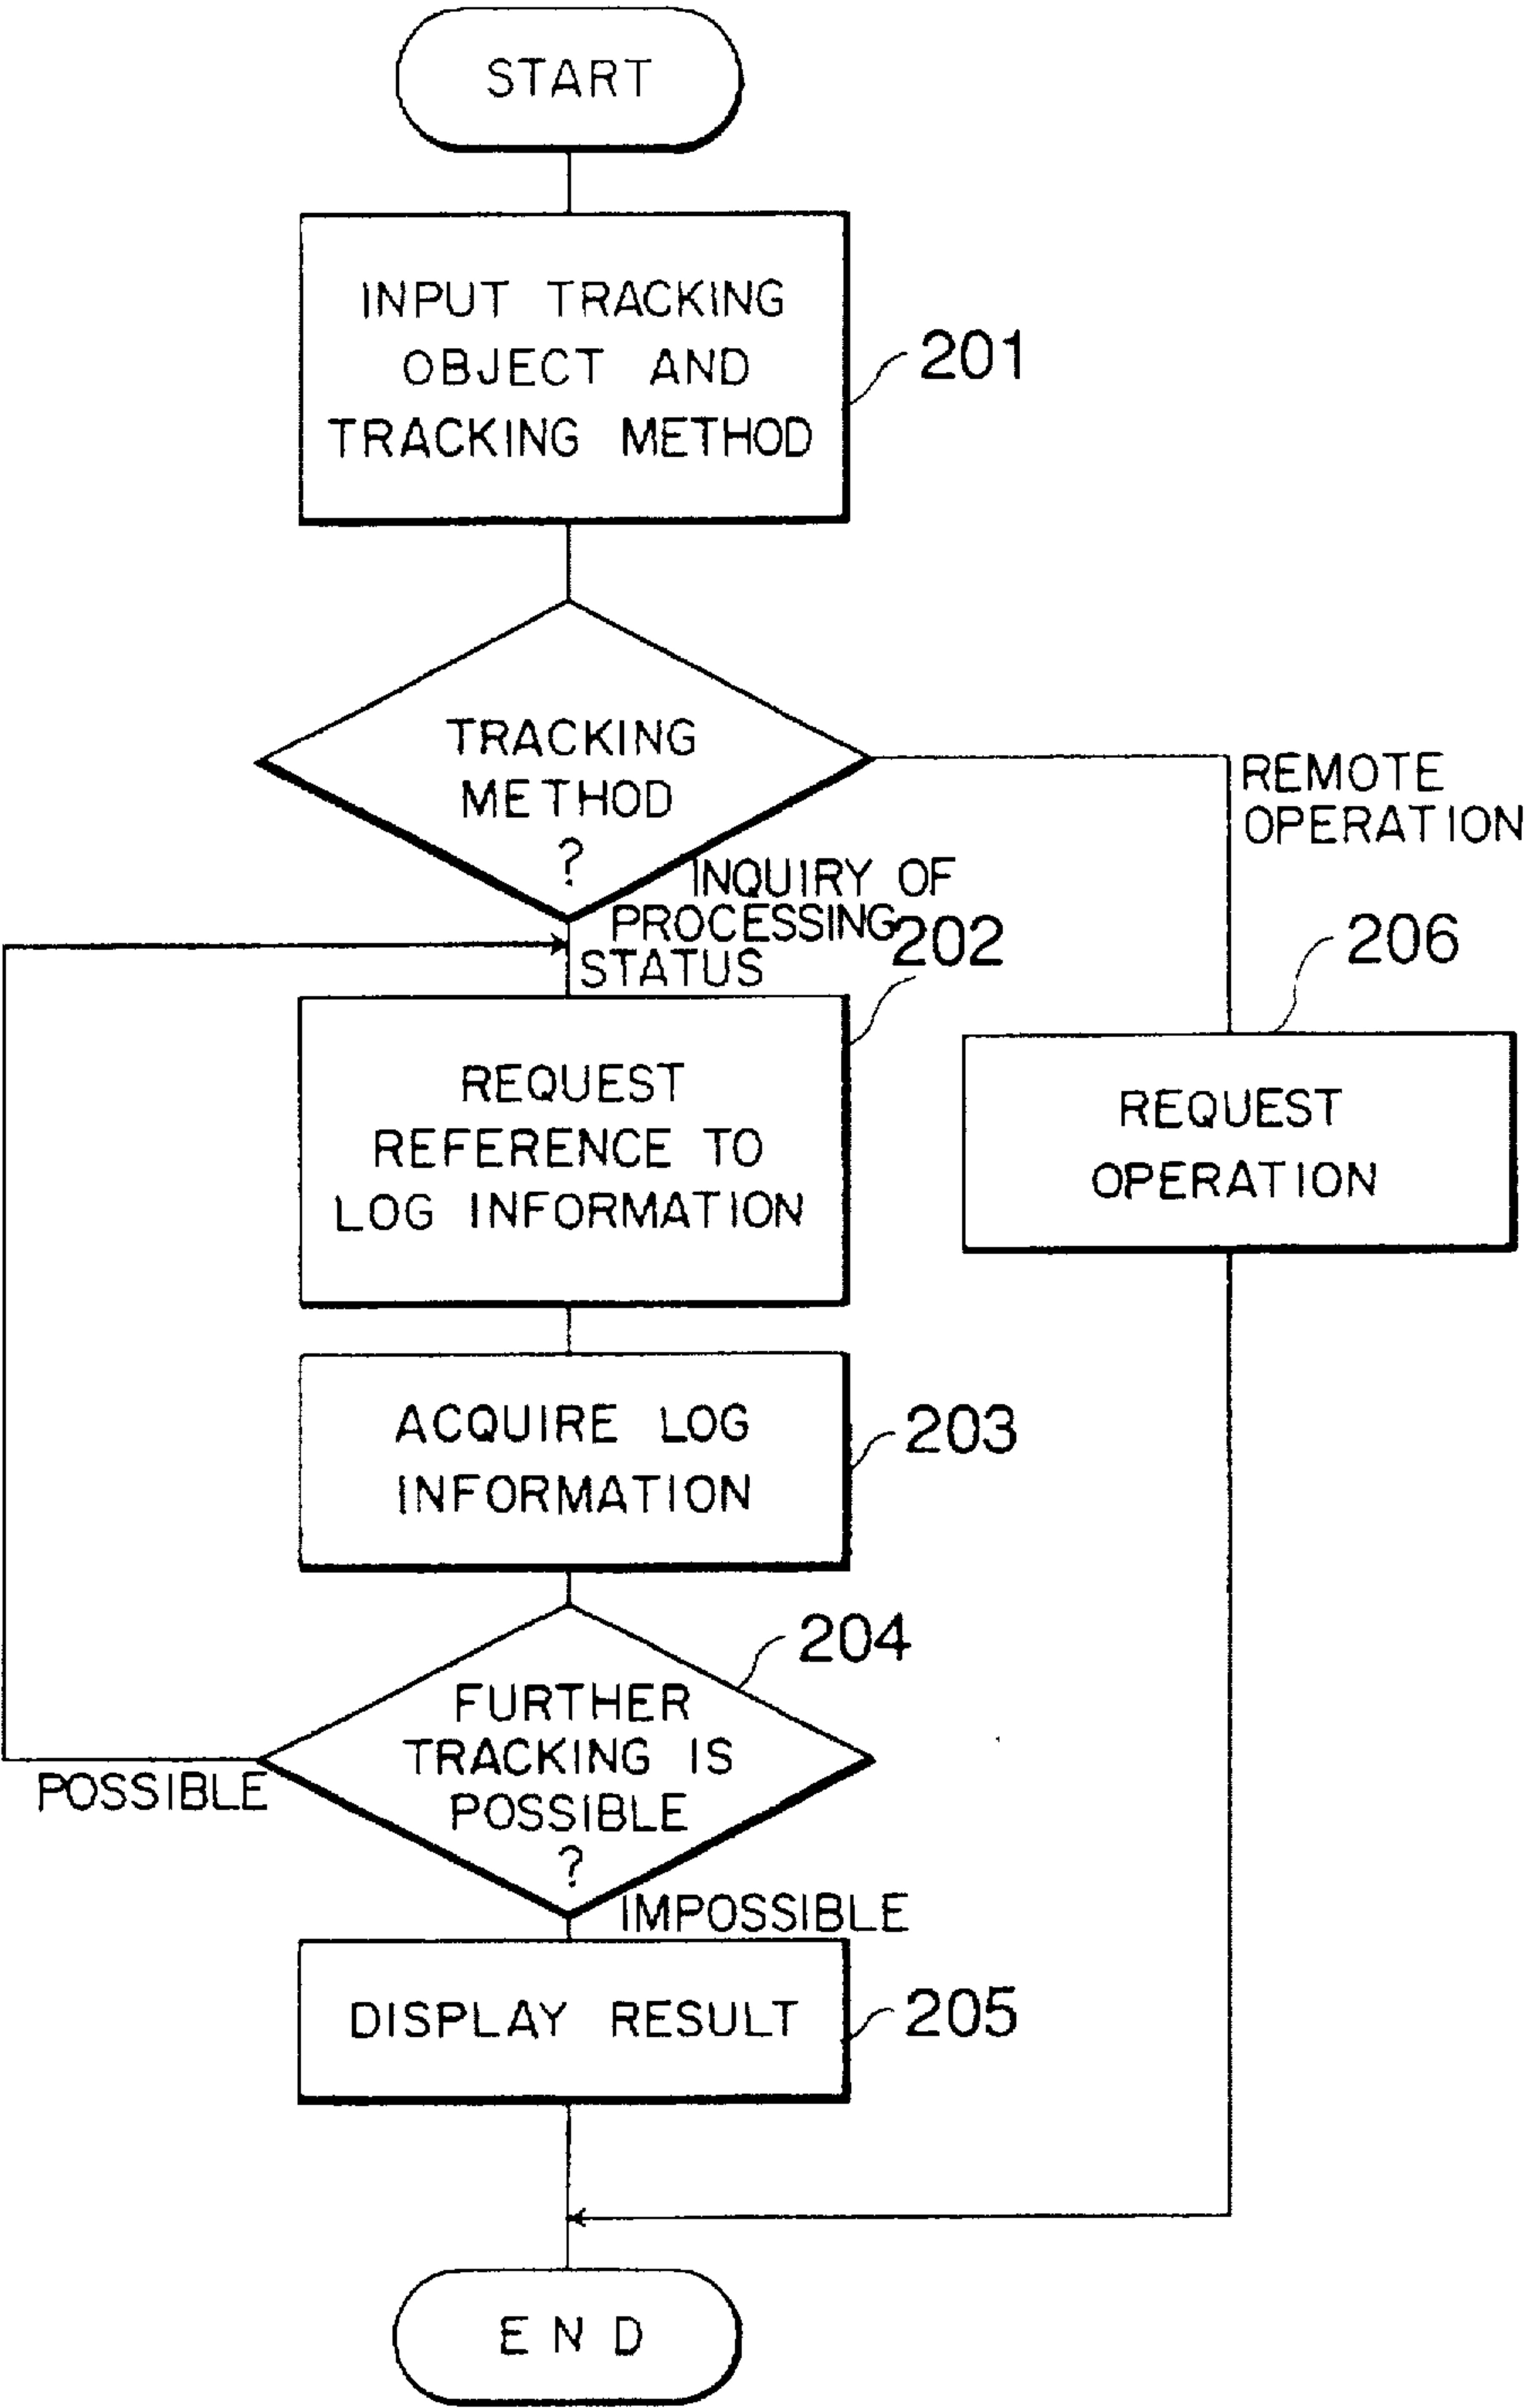 START
INPUT TRACKING
OBJECT AND
TRACKING METHOD
201
TRACKING
METHOD
?
REMOTE
OPERATION
INQUIRY OF
PROCESSING
STATUS
202
206
REQUEST
REFERENCE TO
LOG INFORMATION
REQUEST
OPERATION
ACQUIRE LOG
INFORMATION
203
204
FURTHER
TRACKING IS
POSSIBLE
?
POSSIBLE
IMPOSSIBLE
DISPLAY RESULT
205
END